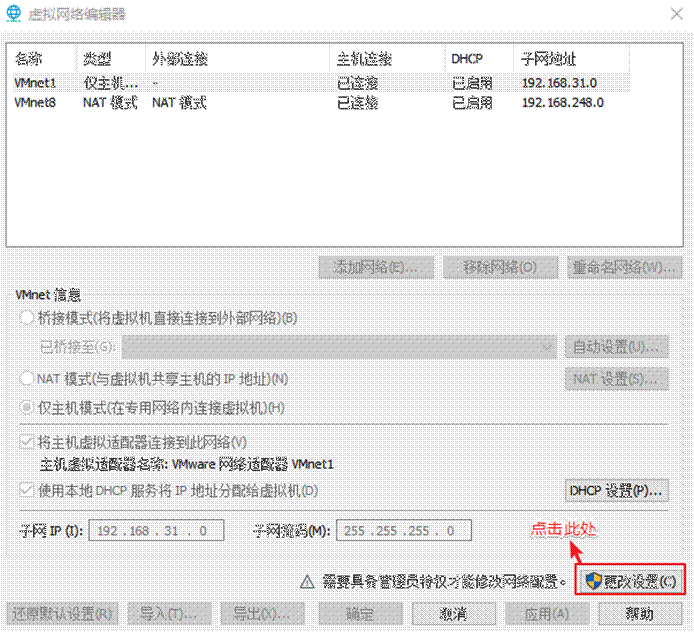 虚拟网络编辑器
名称 类型 外部连接 主机连接 DHCP 子网地址
VMnet1 仅主机... - 已连接 已启用 192.168.31.0
VMnet8 NAT 模式 NAT 模式 已连接 已启用 192.168.248.0
添加网络(E)... 移除网络(O) 重命名网络(W)...
VMnet 信息
桥接模式(将虚拟机直接连接到外部网络)(B)
已桥接至(G): 自动设置(U)...
NAT 模式(与虚拟机共享主机的 IP 地址)(N) NAT 设置(S)...
仅主机模式(在专用网络内连接虚拟机)(H)
将主机虚拟适配器连接到此网络(V)
主机虚拟适配器名称: VMware 网络适配器 VMnet1
使用本地 DHCP 服务将 IP 地址分配给虚拟机(D) DHCP 设置(P)...
子网 IP (I): 192 . 168 . 31 . 0 子网掩码(M): 255 . 255 . 255 . 0 点击此处
需要具备管理员特权才能修改网络配置。 更改设置(C)
还原默认设置(R) 导入(T)... 导出(X)... 确定 取消 应用(A) 帮助